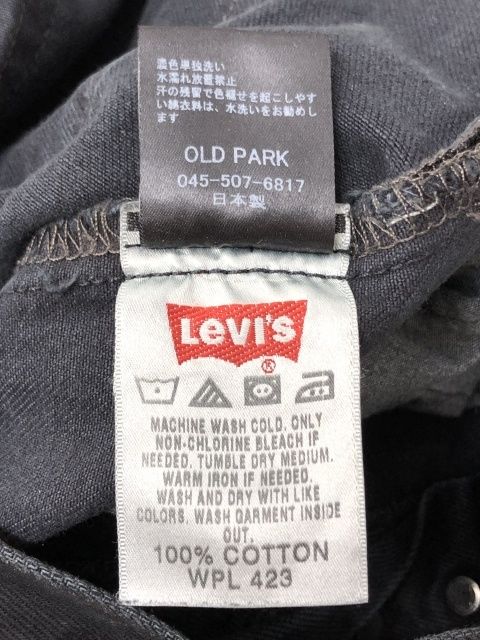 濃色単独洗い
水濡れ放置禁止
汗の残留で色褪せを起こしやす
い綿衣料は、水洗いをお勧めし
ます
OLD PARK
045-507-6817
日本製
Levi's
®
MACHINE WASH COLD. ONLY
NON-CHLORINE BLEACH IF
NEEDED. TUMBLE DRY MEDIUM.
WARM IRON IF NEEDED.
WASH AND DRY WITH LIKE
COLORS. WASH GARMENT INSIDE
OUT.
100% COTTON
WPL 423